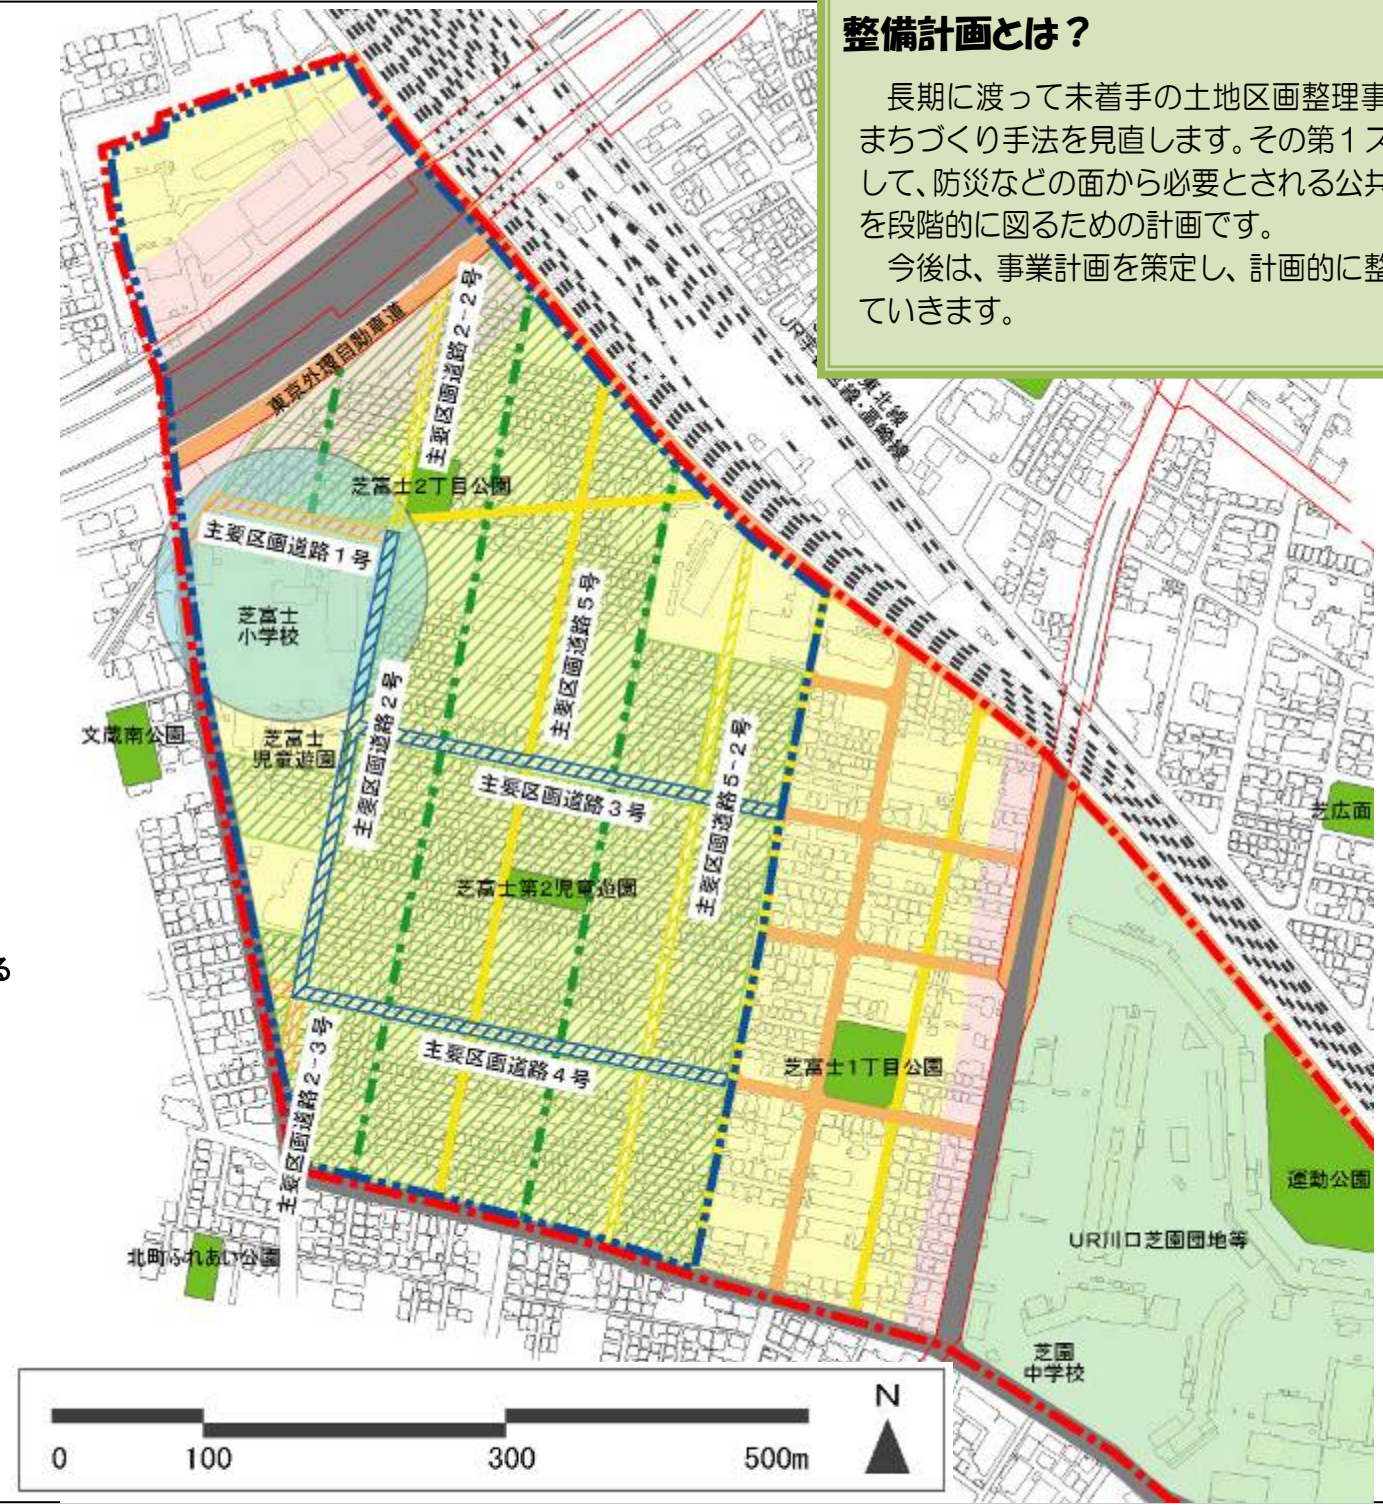 整備計画とは？
長期に渡って未着手の土地区画整理事
まちづくり手法を見直します。その第１ス
して、防災などの面から必要とされる公共
を段階的に図るための計画です。
今後は、事業計画を策定し、計画的に整
ていきます。
東北線
東京外環自動車道
主要区画道路2-2号
芝富士2丁目公園
主要区画道路1号
芝富士
小学校
主要区画道路5号
主要区画道路2号
文蔵南公園
芝富士
児童遊園
主要区画道路3号
主要区画道路5-2号
芝広面
芝富士第2児童遊園
る
主要区画道路4号
主要区画道路2-3号
芝富士1丁目公園
運動公園
UR川口芝園団地等
北町ふれあい公園
芝園
中学校
N
0 100 300 500m